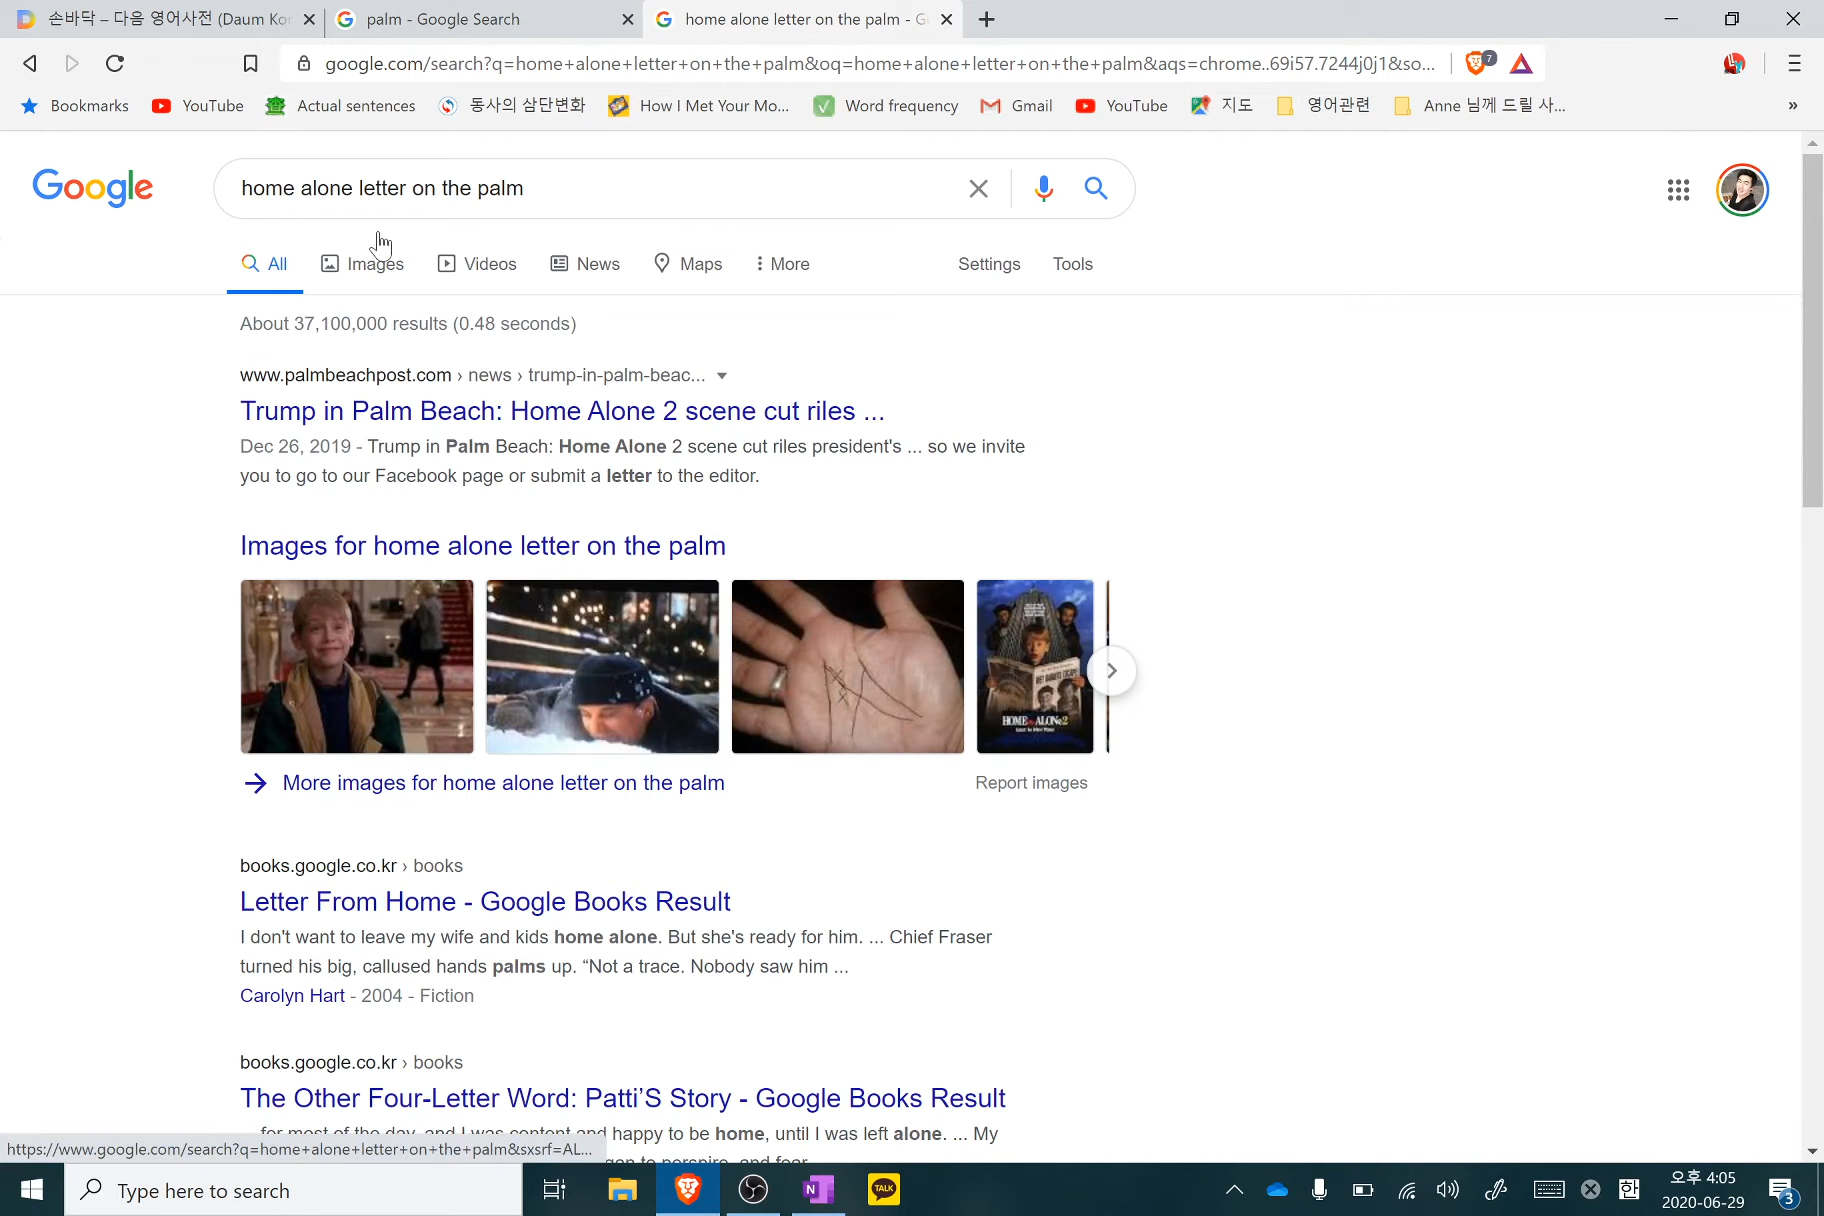 손바닥 – 다음 영어사전 (Daum Kor
palm - Google Search
home alone letter on the palm - G
google.com/search?q=home+alone+letter+on+the+palm&oq=home+alone+letter+on+the+palm&aqs=chrome..69i57.7244j0j1&so...
7
Bookmarks
YouTube
Actual sentences
동사의 삼단변화
How I Met Your Mo...
Word frequency
Gmail
YouTube
지도
영어관련
Anne 님께 드릴 사...
»
Google
home alone letter on the palm
All
Images
Videos
News
Maps
More
Settings
Tools
About 37,100,000 results (0.48 seconds)
www.palmbeachpost.com › news › trump-in-palm-beac...
Trump in Palm Beach: Home Alone 2 scene cut riles ...
Dec 26, 2019 - Trump in Palm Beach: Home Alone 2 scene cut riles president's ... so we invite
you to go to our Facebook page or submit a letter to the editor.
Images for home alone letter on the palm
HOME ALONE 2
More images for home alone letter on the palm
Report images
books.google.co.kr › books
Letter From Home - Google Books Result
I don't want to leave my wife and kids home alone. But she's ready for him. ... Chief Fraser
turned his big, callused hands palms up. “Not a trace. Nobody saw him ...
Carolyn Hart - 2004 - Fiction
books.google.co.kr › books
The Other Four-Letter Word: Patti’S Story - Google Books Result
for most of the day, and I was content and happy to be home, until I was left alone. ... My
https://www.google.com/search?q=home+alone+letter+on+the+palm&sxsrf=AL...
Type here to search
N
TALK
한
오후 4:05
2020-06-29
3